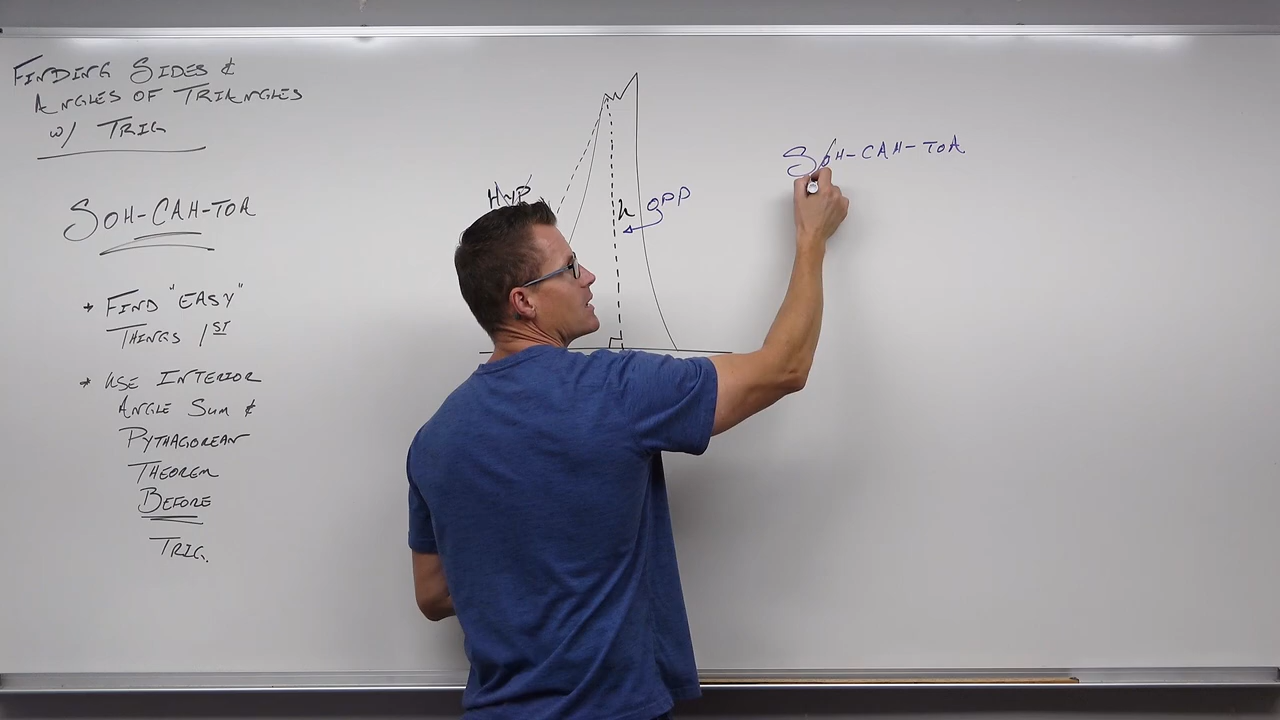 FINDING SIDES &
ANGLES OF TRIANGLES
w/ TRIG
SOH-CAH-TOA
* FIND "EASY"
THINGS 1ST
* USE INTERIOR
ANGLE SUM &
PYTHAGOREAN
THEOREM
BEFORE
TRIG.
HYP
h
OPP
SOH-CAH-TOA